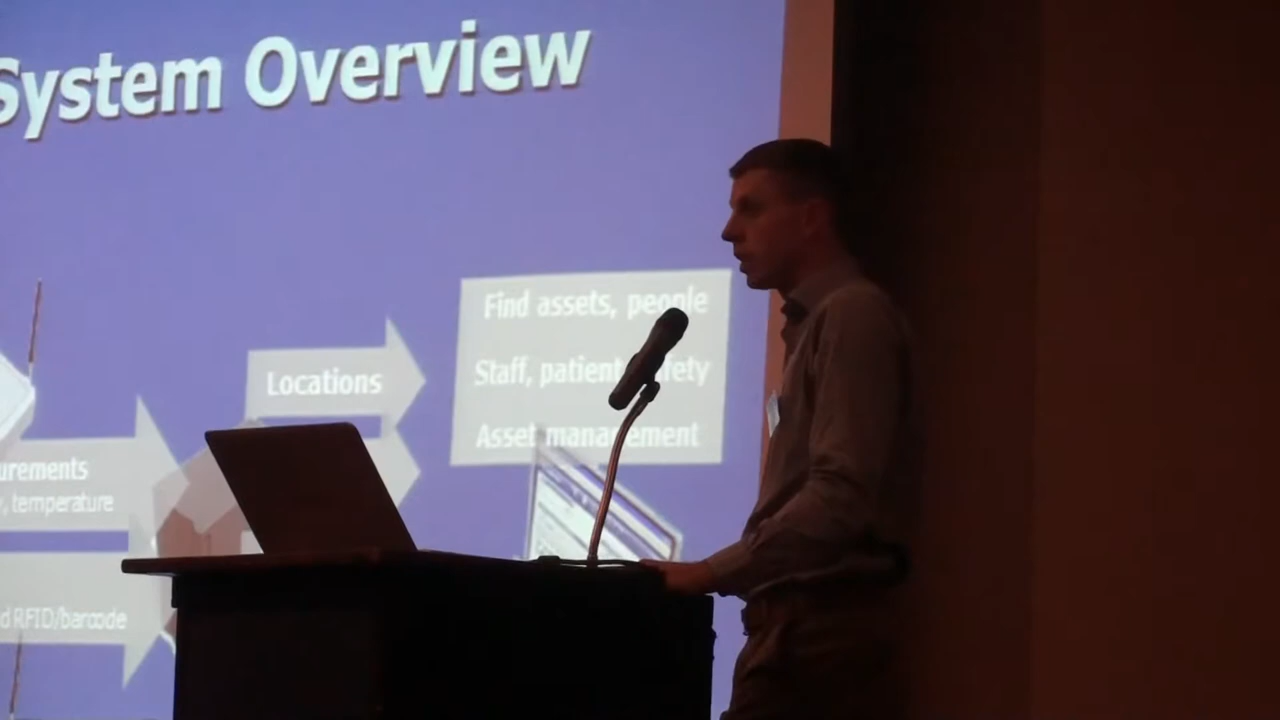 System Overview
Find assets, people
Locations
Staff, patient
Asset management
, temperature
RFID/barcode